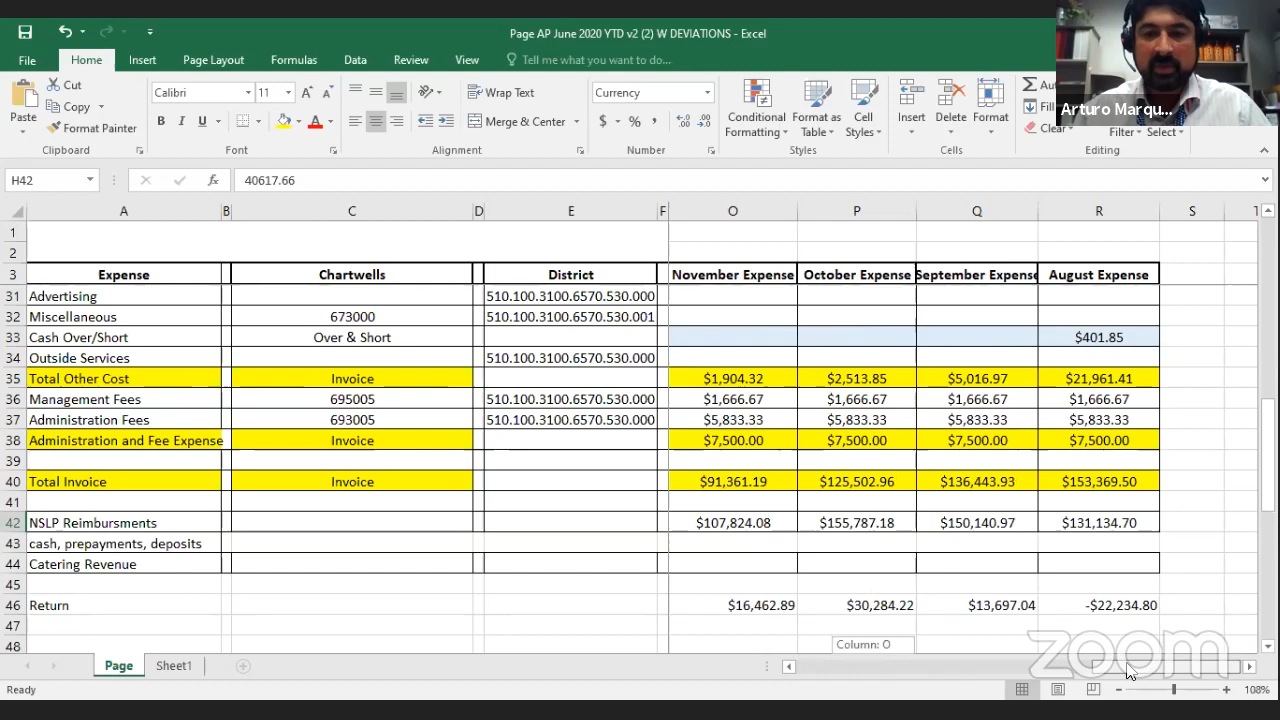 Page AP June 2020 YTD v2 (2) W DEVIATIONS - Excel
File Home Insert Page Layout Formulas Data Review View Tell me what you want to do...
Arturo Marqu...
Cut
Copy
Format Painter
Paste
Clipboard
Calibri 11
B I U
Font
Wrap Text
Merge & Center
Alignment
Currency
$ % ,
Number
Conditional Formatting
Format as Table
Cell Styles
Styles
Insert Delete Format
Cells
Clear
Filter Select
Editing
H42 fx 40617.66
A B C D E F O P Q R S
1
2
3 Expense Chartwells District November Expense October Expense September Expense August Expense
31 Advertising 510.100.3100.6570.530.000
32 Miscellaneous 673000 510.100.3100.6570.530.001
33 Cash Over/Short Over & Short $401.85
34 Outside Services 510.100.3100.6570.530.000
35 Total Other Cost Invoice $1,904.32 $2,513.85 $5,016.97 $21,961.41
36 Management Fees 695005 510.100.3100.6570.530.000 $1,666.67 $1,666.67 $1,666.67 $1,666.67
37 Administration Fees 693005 510.100.3100.6570.530.000 $5,833.33 $5,833.33 $5,833.33 $5,833.33
38 Administration and Fee Expense Invoice $7,500.00 $7,500.00 $7,500.00 $7,500.00
39
40 Total Invoice Invoice $91,361.19 $125,502.96 $136,443.93 $153,369.50
41
42 NSLP Reimbursments $107,824.08 $155,787.18 $150,140.97 $131,134.70
43 cash, prepayments, deposits
44 Catering Revenue
45
46 Return $16,462.89 $30,284.22 $13,697.04 -$22,234.80
47
48
Column: O
Page Sheet1
zoom
Ready
108%